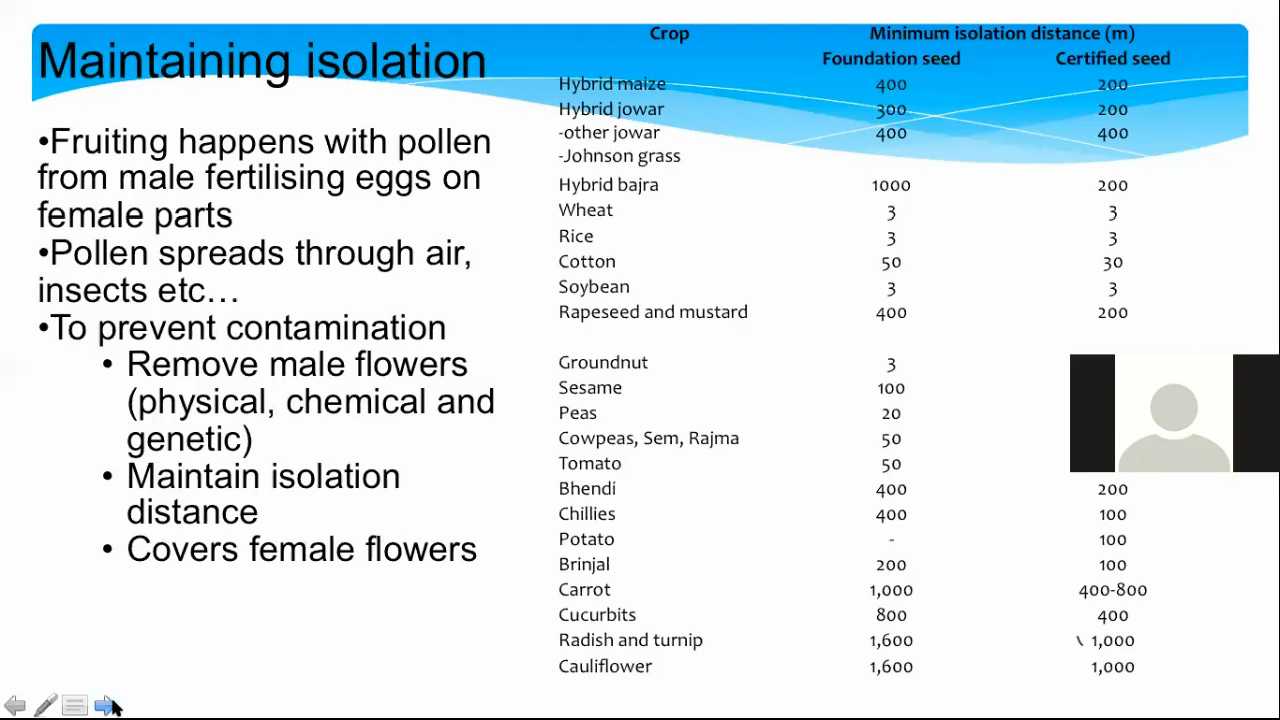 Maintaining isolation
•Fruiting happens with pollen
from male fertilising eggs on
female parts
•Pollen spreads through air,
insects etc…
•To prevent contamination
• Remove male flowers
(physical, chemical and
genetic)
• Maintain isolation
distance
• Covers female flowers
Crop Minimum isolation distance (m)
Foundation seed Certified seed
Hybrid maize 400 200
Hybrid jowar 300 200
-other jowar 400 400
-Johnson grass
Hybrid bajra 1000 200
Wheat 3 3
Rice 3 3
Cotton 50 30
Soybean 3 3
Rapeseed and mustard 400 200
Groundnut 3
Sesame 100
Peas 20
Cowpeas, Sem, Rajma 50
Tomato 50
Bhendi 400 200
Chillies 400 100
Potato - 100
Brinjal 200 100
Carrot 1,000 400-800
Cucurbits 800 400
Radish and turnip 1,600 1,000
Cauliflower 1,600 1,000